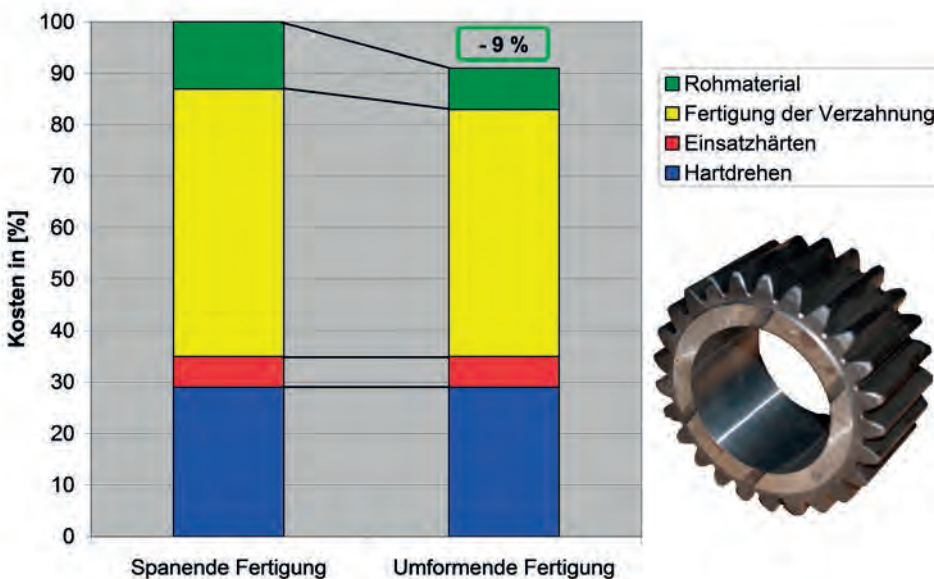 Kosten in [%]
100
90
80
70
60
50
40
30
20
10
0
- 9 %
Spanende Fertigung
Umformende Fertigung
Rohmaterial
Fertigung der Verzahnung
Einsatzhärten
Hartdrehen